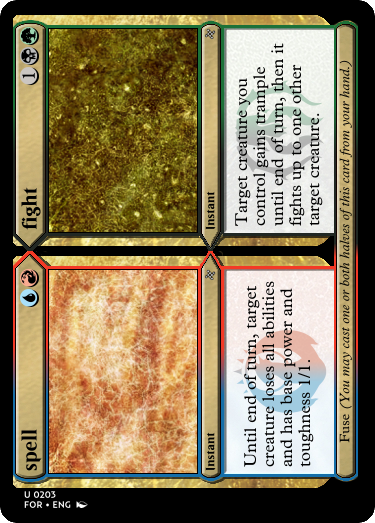 spell
Instant
Until end of turn, target
creature loses all abilities
and has base power and
toughness 1/1.
fight
1
Instant
Target creature you
control gains trample
until end of turn, then it
fights up to one other
target creature.
Fuse (You may cast one or both halves of this card from your hand.)
U 0203
FOR • ENG